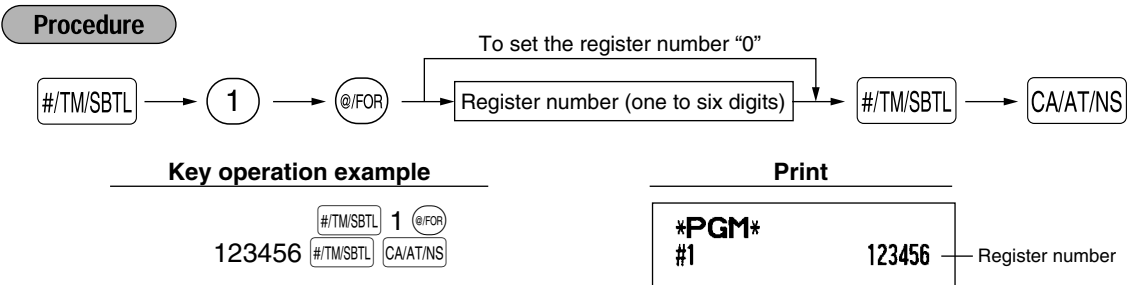 Procedure
To set the register number “0”
#/TM/SBTL 1 @/FOR Register number (one to six digits) #/TM/SBTL CA/AT/NS
Key operation example
#/TM/SBTL 1 @/FOR
123456 #/TM/SBTL CA/AT/NS
Print
*PGM*
#1 123456 Register number